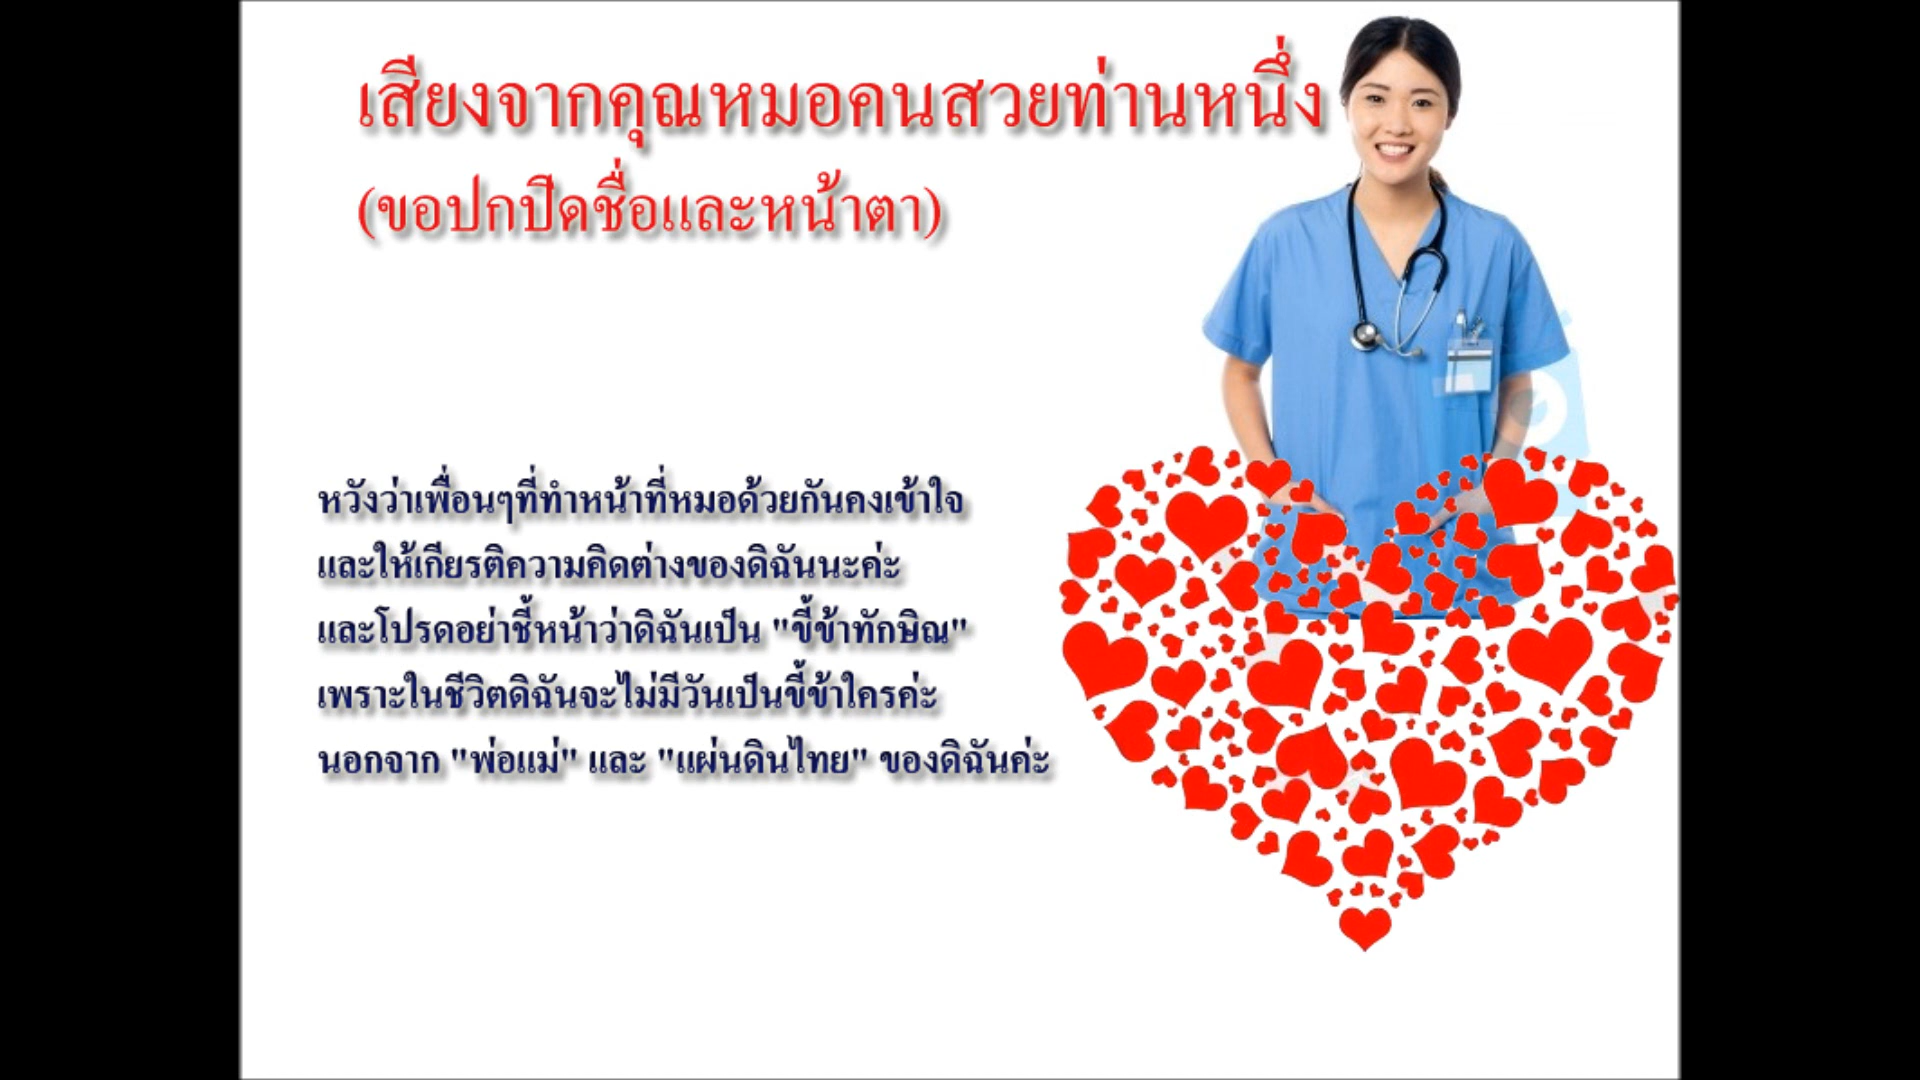 เสียงจากคุณหมอคนสวยท่านหนึ่ง
(ขอปกปิดชื่อและหน้าตา)
หวังว่าเพื่อนๆที่ทำหน้าที่หมอด้วยกันคงเข้าใจ
และให้เกียรติความคิดต่างของดิฉันนะค่ะ
และโปรดอย่าชี้หน้าว่าดิฉันเป็น "ขี้ข้าทักษิณ"
เพราะในชีวิตดิฉันจะไม่มีวันเป็นขี้ข้าใครค่ะ
นอกจาก "พ่อแม่" และ "แผ่นดินไทย" ของดิฉันค่ะ